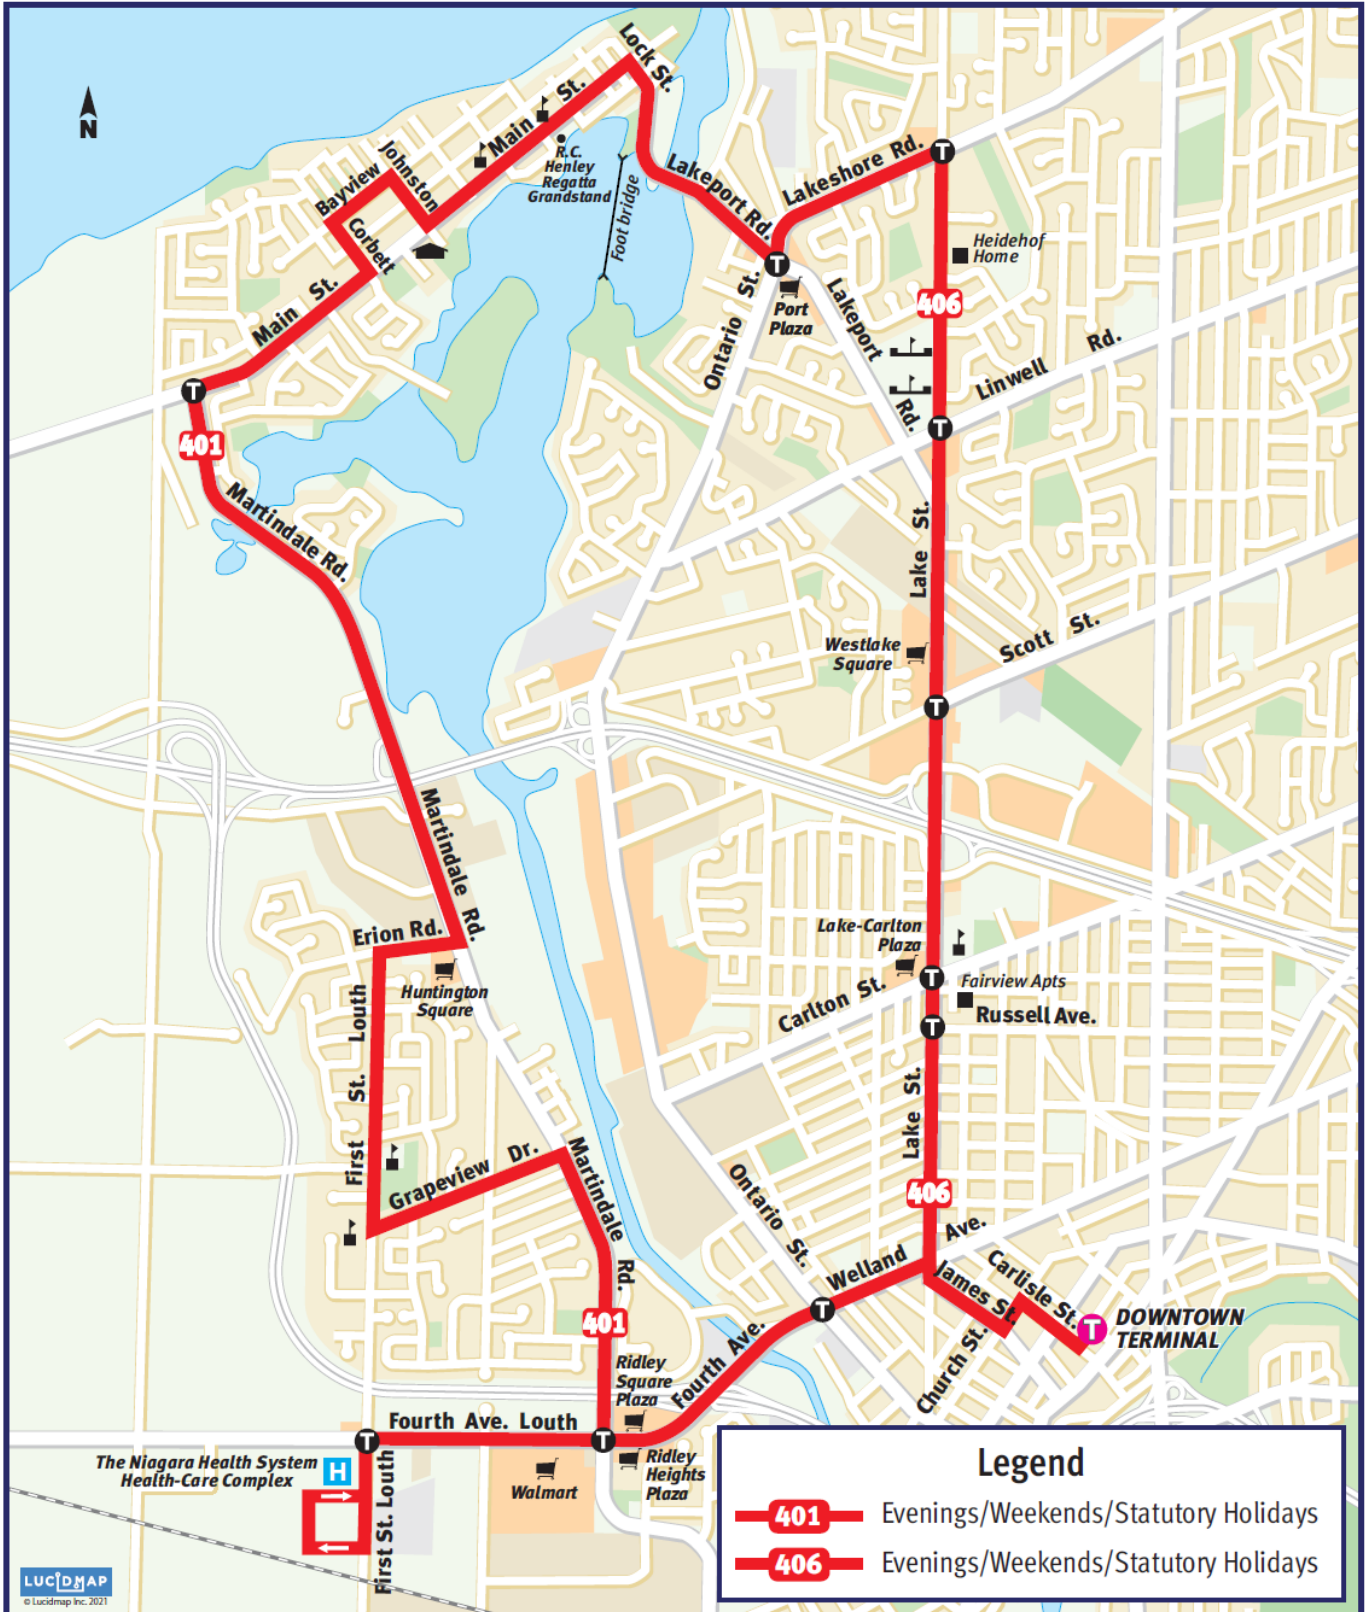 N
Lock St.
Main St.
Johnston
Bayview
Corbett
R.C.
Henley
Regatta
Grandstand
Foot bridge
Lakeport Rd.
Lakeshore Rd.
T
T
Heidehof
Home
406
Ontario St.
Port
Plaza
Lakeport Rd.
Linwell Rd.
T
Main St.
T
401
Martindale Rd.
Lake St.
Westlake
Square
Scott St.
T
Martindale Rd.
Erion Rd.
Huntington
Square
Lake-Carlton
Plaza
Carlton St.
T
Fairview Apts
Russell Ave.
T
First St. Louth
Lake St.
Grapeview Dr.
Martindale Rd.
Ontario St.
406
Welland Ave.
T
James St.
Carlisle St.
Church St.
T
DOWNTOWN
TERMINAL
401
Fourth Ave.
Ridley
Square
Plaza
Fourth Ave. Louth
T
T
The Niagara Health System
Health-Care Complex
H
First St. Louth
Walmart
Ridley
Heights
Plaza
Legend
401 Evenings/Weekends/Statutory Holidays
406 Evenings/Weekends/Statutory Holidays
LUCIDMAP
© Lucidmap Inc. 2021